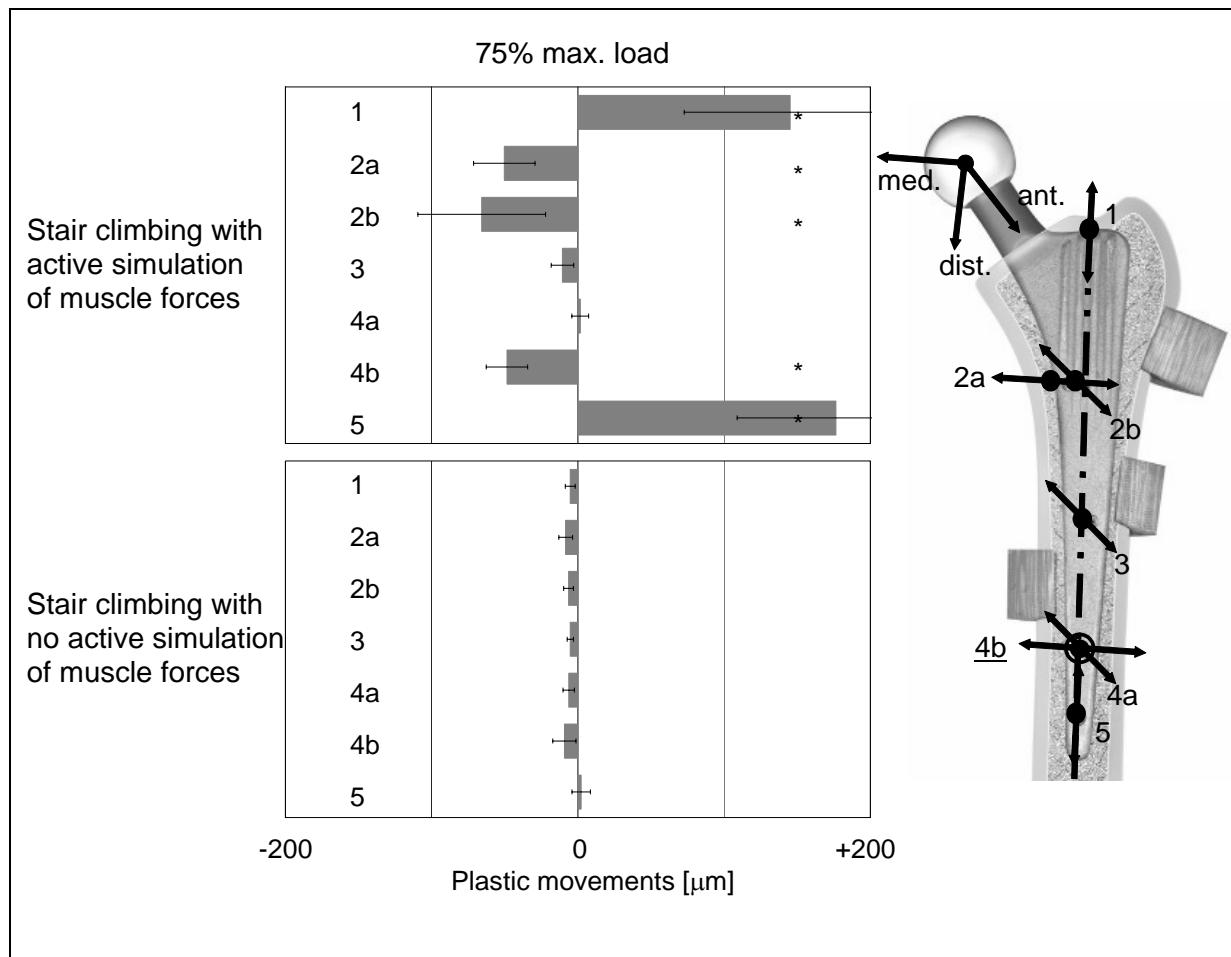 75% max. load
1
*
2a
*
2b
*
3
4a
4b
*
5
*
Stair climbing with
active simulation
of muscle forces
1
2a
2b
3
4a
4b
5
Stair climbing with
no active simulation
of muscle forces
-200
0
+200
Plastic movements [μm]
med.
ant.
dist.
1
2a
2b
3
4b
4a
5